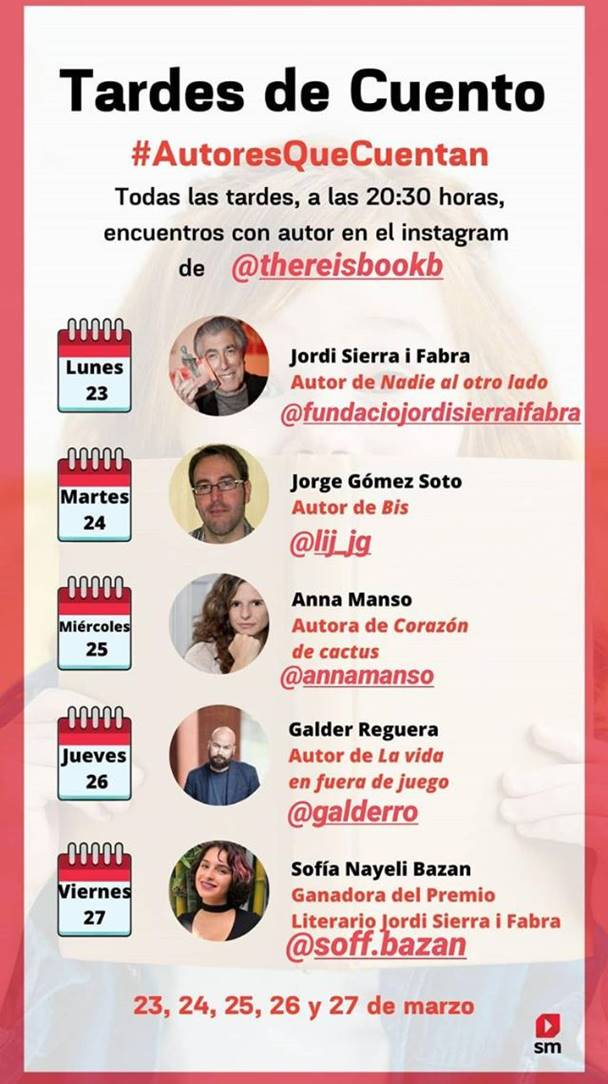 Tardes de Cuento
#AutoresQueCuentan
Todas las tardes, a las 20:30 horas,
encuentros con autor en el instagram
de @thereisbookb
Lunes
23
Jordi Sierra i Fabra
Autor de Nadie al otro lado
@fundaciojordisierraifabra
Martes
24
Jorge Gómez Soto
Autor de Bis
@lij_jg
Miércoles
25
Anna Manso
Autora de Corazón
de cactus
@annamanso
Jueves
26
Galder Reguera
Autor de La vida
en fuera de juego
@galderro
Viernes
27
Sofía Nayeli Bazan
Ganadora del Premio
Literario Jordi Sierra i Fabra
@soff.bazan
23, 24, 25, 26 y 27 de marzo
sm